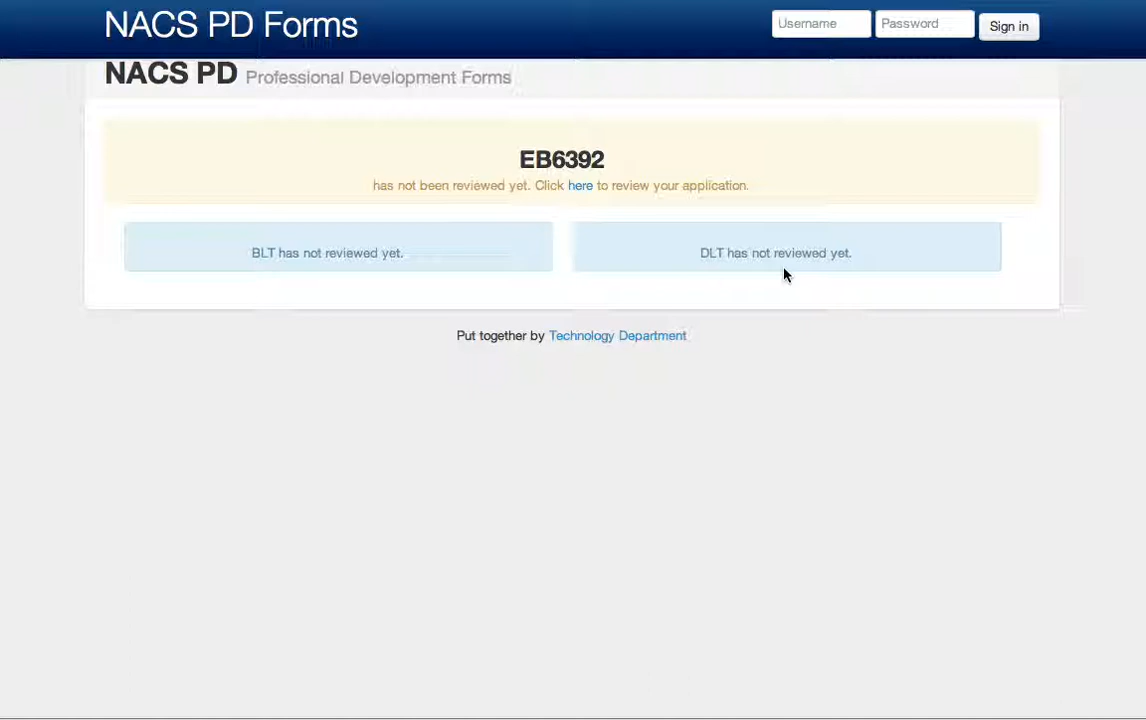 NACS PD Forms
Username Password Sign in
NACS PD Professional Development Forms
EB6392
has not been reviewed yet. Click here to review your application.
BLT has not reviewed yet. DLT has not reviewed yet.
Put together by Technology Department